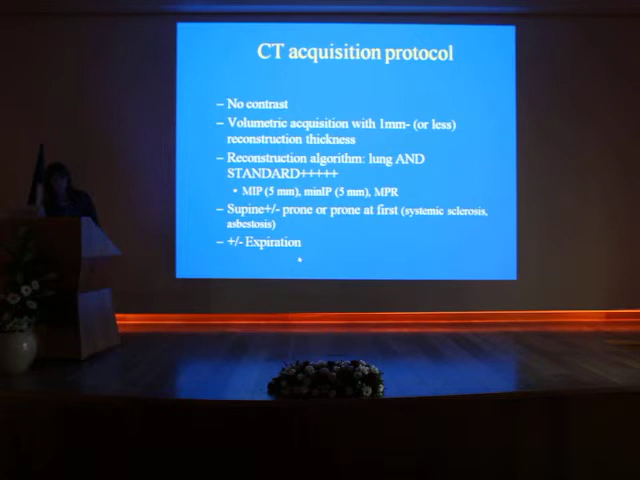 CT acquisition protocol
– No contrast
– Volumetric acquisition with 1mm- (or less)
reconstruction thickness
– Reconstruction algorithm: lung AND
STANDARD+++++
• MIP (5 mm), minIP (5 mm), MPR
– Supine+/- prone or prone at first (systemic sclerosis,
asbestosis)
– +/- Expiration